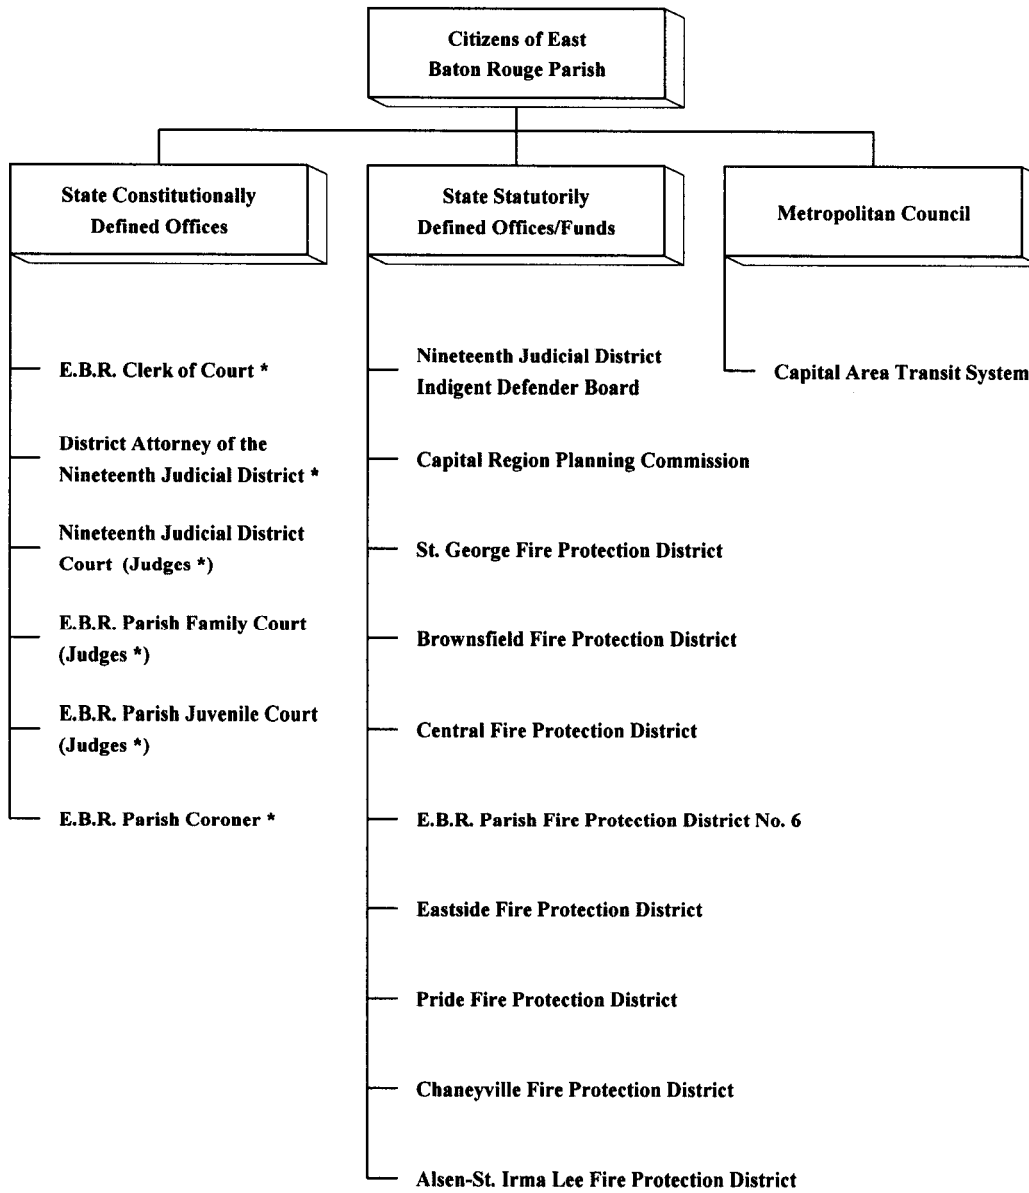 Citizens of East
Baton Rouge Parish
State Constitutionally
Defined Offices
State Statutorily
Defined Offices/Funds
Metropolitan Council
E.B.R. Clerk of Court *
District Attorney of the
Nineteenth Judicial District *
Nineteenth Judicial District
Court (Judges *)
E.B.R. Parish Family Court
(Judges *)
E.B.R. Parish Juvenile Court
(Judges *)
E.B.R. Parish Coroner *
Nineteenth Judicial District
Indigent Defender Board
Capital Region Planning Commission
St. George Fire Protection District
Brownsfield Fire Protection District
Central Fire Protection District
E.B.R. Parish Fire Protection District No. 6
Eastside Fire Protection District
Pride Fire Protection District
Chaneyville Fire Protection District
Alsen-St. Irma Lee Fire Protection District
Capital Area Transit System